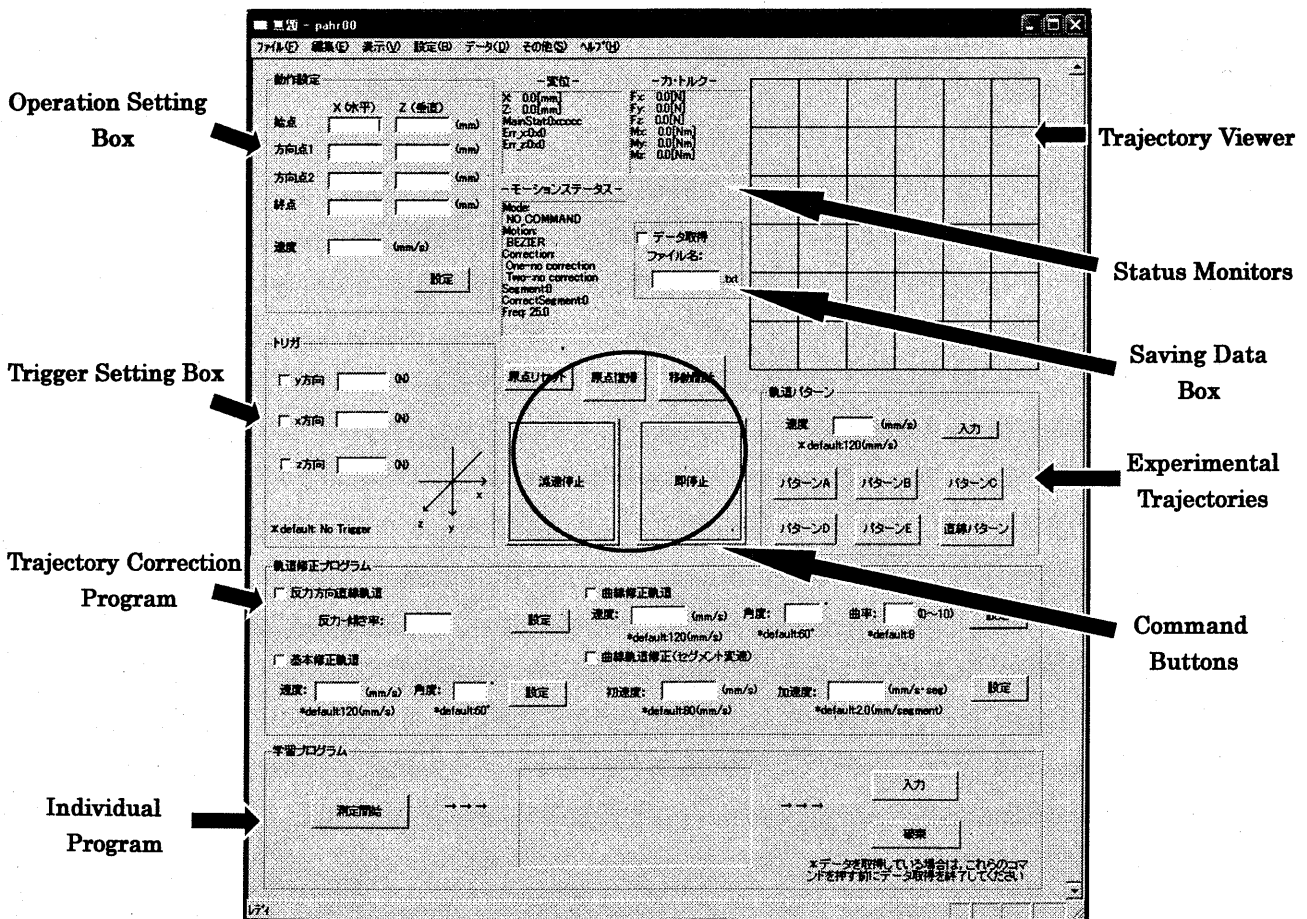 無題 - pahr00
ファイル(F) 編集(E) 表示(V) 設定(B) データ(D) その他(S) ヘルプ(H)
Operation Setting
Box
Trigger Setting Box
Trajectory Correction
Program
Individual
Program
動作設定
X (水平) Z (垂直)
始点 (mm)
方向点1 (mm)
方向点2 (mm)
終点 (mm)
速度 (mm/s)
設定
-変位-
X: 0.0[mm]
Z: 0.0[mm]
MainStat:0xcccc
Err_x:0x0
Err_z:0x0
-力・トルク-
Fx: 0.0[N]
Fy: 0.0[N]
Fz: 0.0[N]
Mx: 0.0[Nm]
My: 0.0[Nm]
Mz: 0.0[Nm]
-モーションステータス-
Mode:
NO_COMMAND
Motion:
BEZIER
Correction:
One-no correction
Two-no correction
Segment:0
CorrectSegment:0
Freq: 25.0
データ取得
ファイル名:
.txt
トリガ
y方向 (N)
x方向 (N)
z方向 (N)
x
z y
*default: No Trigger
原点リセット 原点復帰 移動開始
減速停止 即停止
軌道パターン
速度 (mm/s) 入力
*default:120(mm/s)
パターンA パターンB パターンC
パターンD パターンE 直線パターン
軌道修正プログラム
反力方向直線軌道
反力-傾き率: 設定
曲線修正軌道
速度: (mm/s) 角度: ° 曲率: (0～10) 設定
*default:120(mm/s) *default:60° *default:8
基本修正軌道
速度: (mm/s) 角度: ° 設定
*default:120(mm/s) *default:60°
曲線軌道修正(セグメント変速)
初速度: (mm/s) 加速度: (mm/s・seg) 設定
*default:80(mm/s) *default:2.0(mm/segment)
学習プログラム
測定開始 →→→ →→→ 入力
破棄
*データを取得している場合は、これらのコマ
ンドを押す前にデータ取得を終了してください
レディ
Trajectory Viewer
Status Monitors
Saving Data
Box
Experimental
Trajectories
Command
Buttons